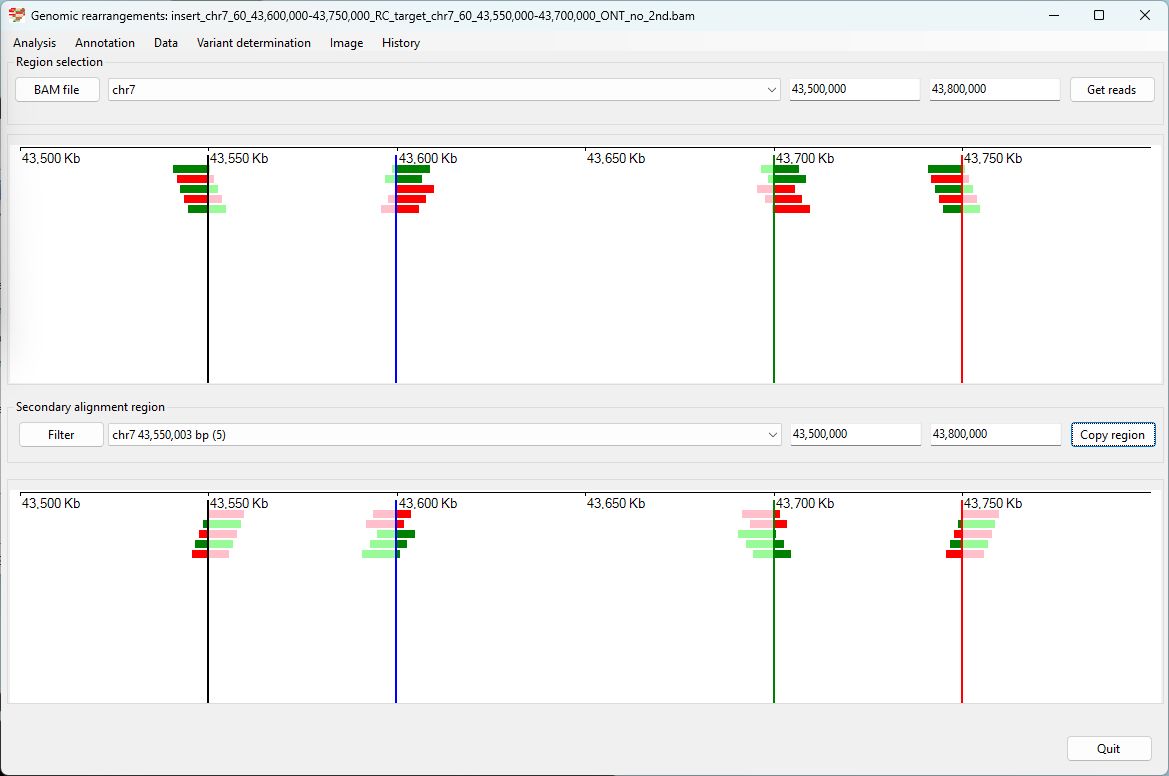 Genomic rearrangements: insert_chr7_60_43,600,000-43,750,000_RC_target_chr7_60_43,550,000-43,700,000_ONT_no_2nd.bam
Analysis Annotation Data Variant determination Image History
Region selection
BAM file chr7 43,500,000 43,800,000 Get reads
43,500 Kb 43,550 Kb 43,600 Kb 43,650 Kb 43,700 Kb 43,750 Kb
Secondary alignment region
Filter chr7 43,550,003 bp (5) 43,500,000 43,800,000 Copy region
43,500 Kb 43,550 Kb 43,600 Kb 43,650 Kb 43,700 Kb 43,750 Kb
Quit